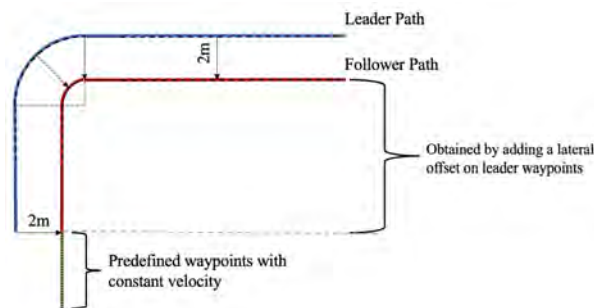 Leader Path
2m
Follower Path
Obtained by adding a lateral
offset on leader waypoints
2m
Predefined waypoints with
constant velocity